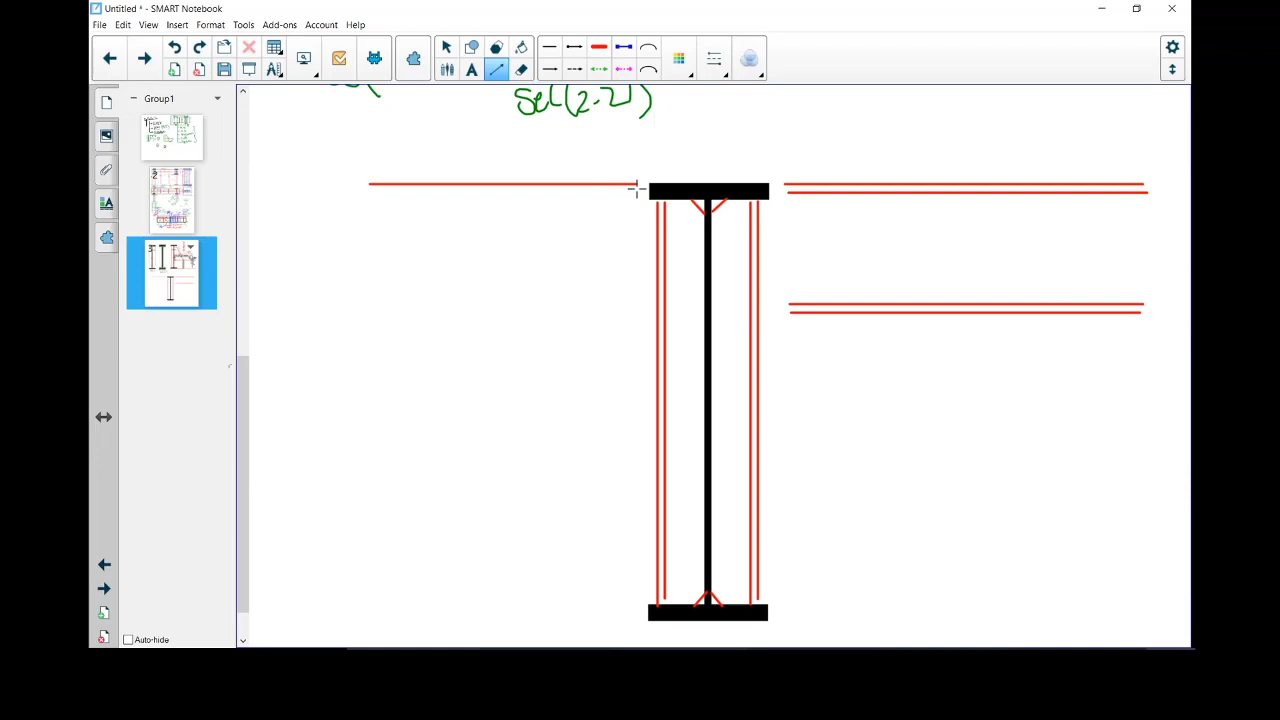 Untitled * - SMART Notebook
File Edit View Insert Format Tools Add-ons Account Help
Group1
Sec(2-2)
Auto-hide